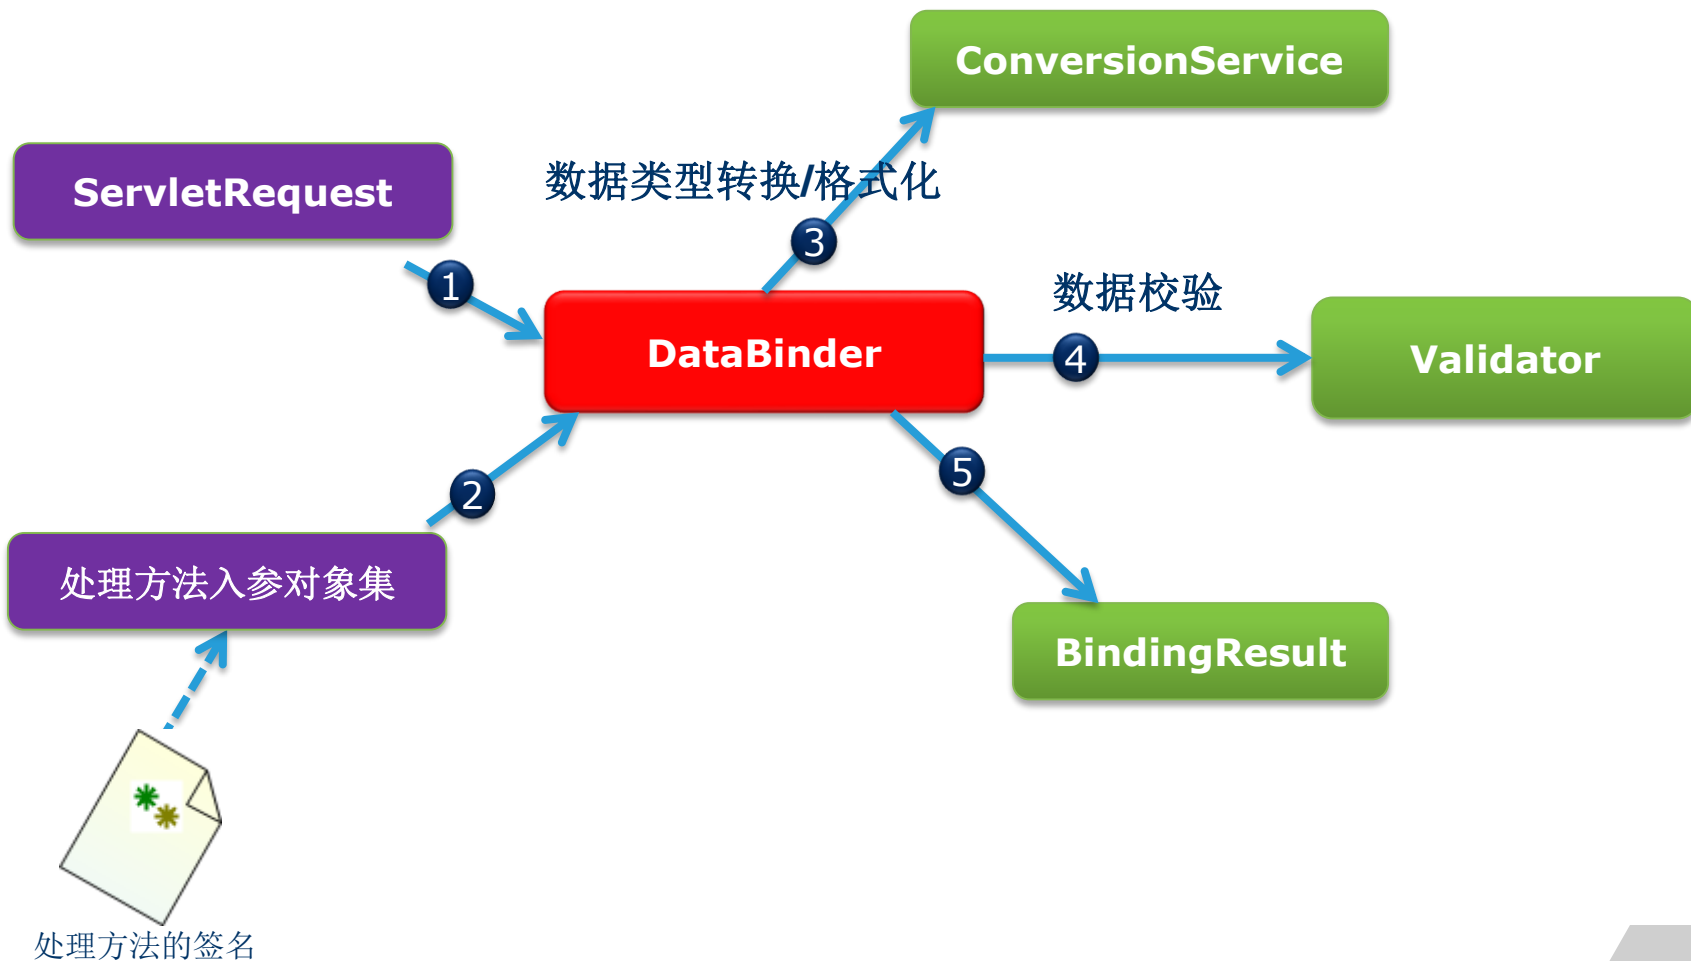 ConversionService
ServletRequest
数据类型转换/格式化
3
1
数据校验
DataBinder
4
Validator
5
2
处理方法入参对象集
BindingResult
处理方法的签名